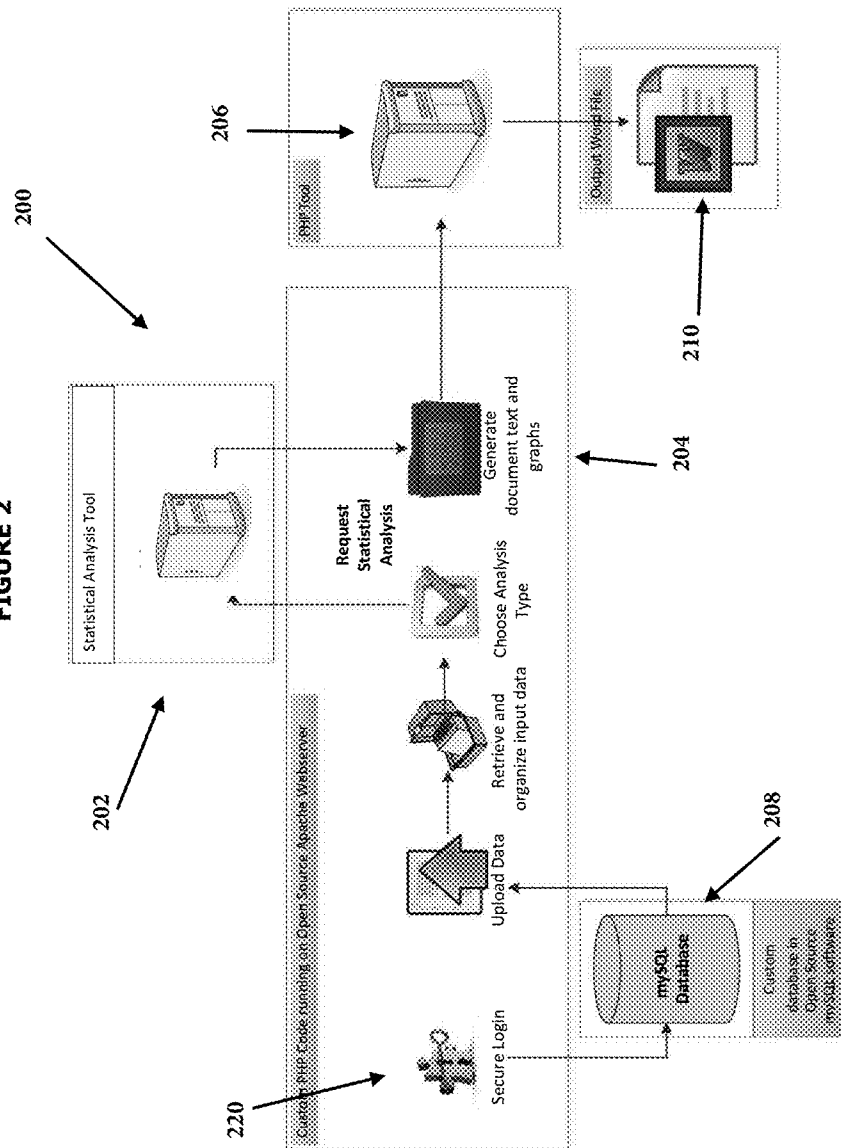 FIGURE 2
200
Statistical Analysis Tool
202
Custom PHP Code running on Open Source Apache Webserver
220
Secure Login
Upload Data
Retrieve and
organize input data
Choose Analysis
Type
Request
Statistical
Analysis
Generate
document text and
graphs
204
206
PHP Tool
Output Word File
W
210
mySQL
Database
208
Custom
database in
Open Source
mySQL software